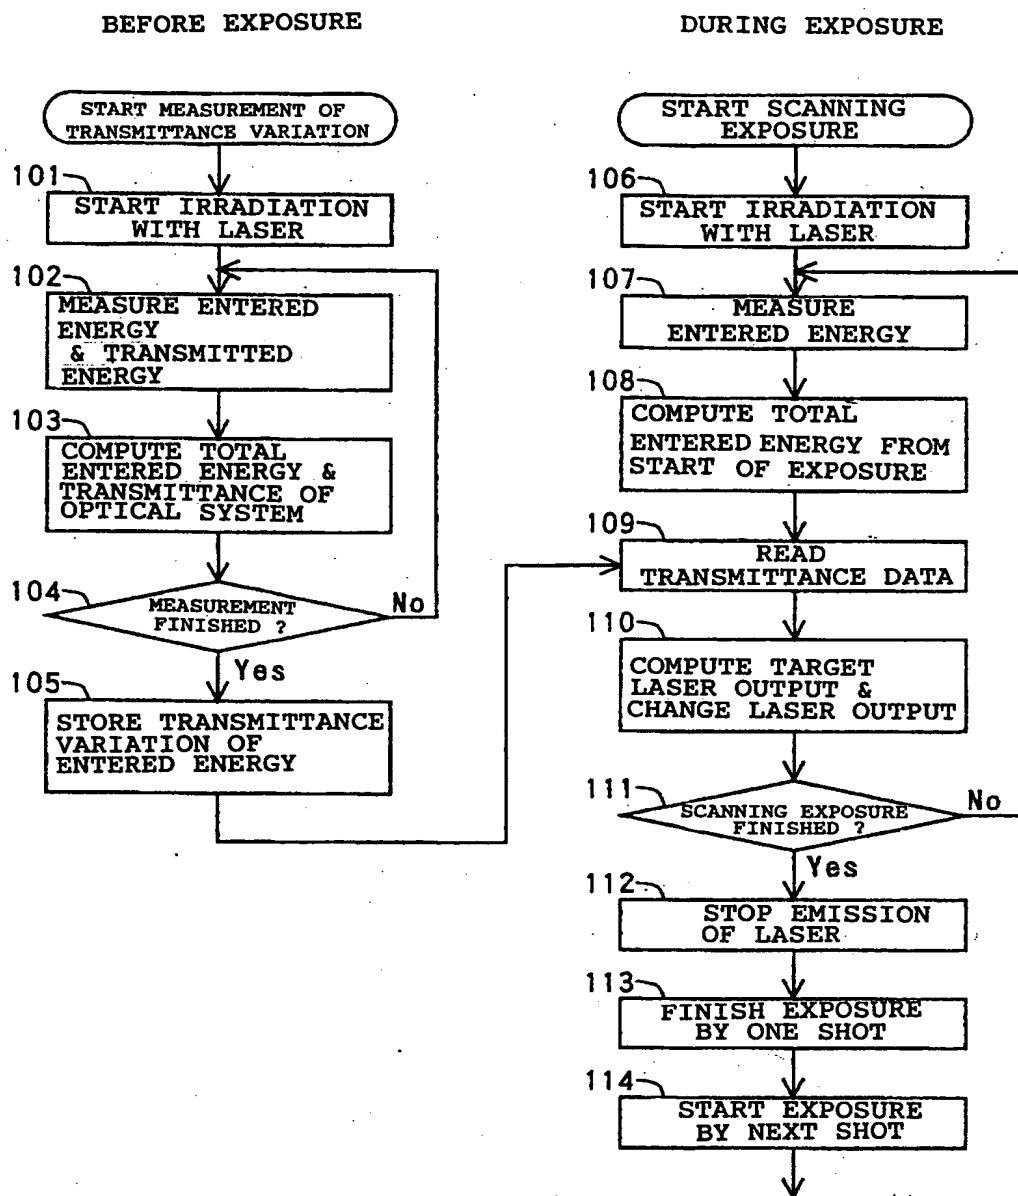 BEFORE EXPOSURE
START MEASUREMENT OF
TRANSMITTANCE VARIATION
101
START IRRADIATION
WITH LASER
102
MEASURE ENTERED
ENERGY
& TRANSMITTED
ENERGY
103
COMPUTE TOTAL
ENTERED ENERGY &
TRANSMITTANCE OF
OPTICAL SYSTEM
104
MEASUREMENT
FINISHED ?
No
Yes
105
STORE TRANSMITTANCE
VARIATION OF
ENTERED ENERGY
DURING EXPOSURE
START SCANNING
EXPOSURE
106
START IRRADIATION
WITH LASER
107
MEASURE
ENTERED ENERGY
108
COMPUTE TOTAL
ENTERED ENERGY FROM
START OF EXPOSURE
109
READ
TRANSMITTANCE DATA
110
COMPUTE TARGET
LASER OUTPUT &
CHANGE LASER OUTPUT
111
SCANNING EXPOSURE
FINISHED ?
No
Yes
112
STOP EMISSION
OF LASER
113
FINISH EXPOSURE
BY ONE SHOT
114
START EXPOSURE
BY NEXT SHOT